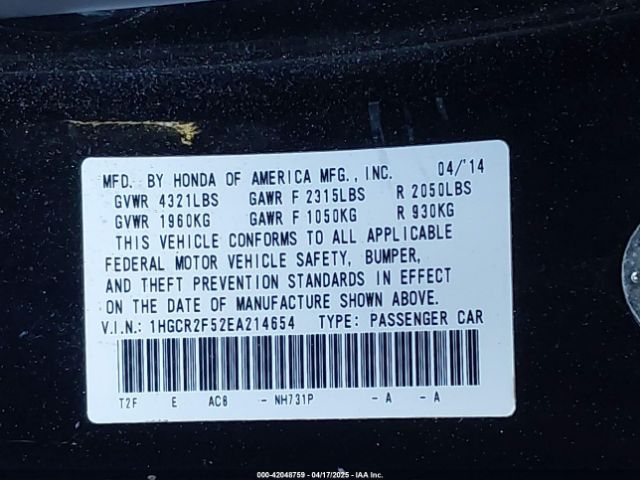 MFD. BY HONDA OF AMERICA MFG., INC. 04/'14
GVWR 4321LBS GAWR F 2315LBS R 2050LBS
GVWR 1960KG GAWR F 1050KG R 930KG
THIS VEHICLE CONFORMS TO ALL APPLICABLE
FEDERAL MOTOR VEHICLE SAFETY, BUMPER,
AND THEFT PREVENTION STANDARDS IN EFFECT
ON THE DATE OF MANUFACTURE SHOWN ABOVE.
V.I.N.: 1HGCR2F52EA214654 TYPE: PASSENGER CAR
T2F E AC8 - NH731P - A - A
000-42048759 - 04/17/2025 - IAA Inc.